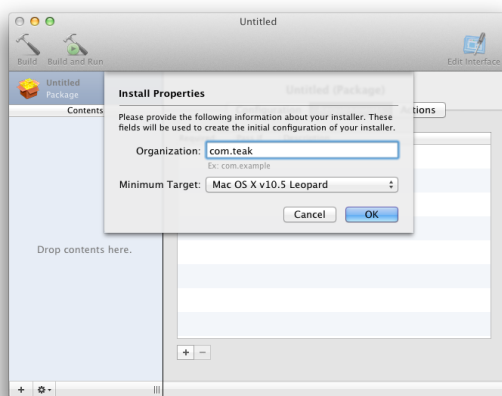 Untitled
Build
Build and Run
Edit Interface
Untitled
Package
Untitled (Package)
Contents
Configuration
Actions
Install Properties
Please provide the following information about your installer. These
fields will be used to create the initial configuration of your installer.
Organization:
com.teak
Ex: com.example
Minimum Target:
Mac OS X v10.5 Leopard
Cancel
OK
Drop contents here.